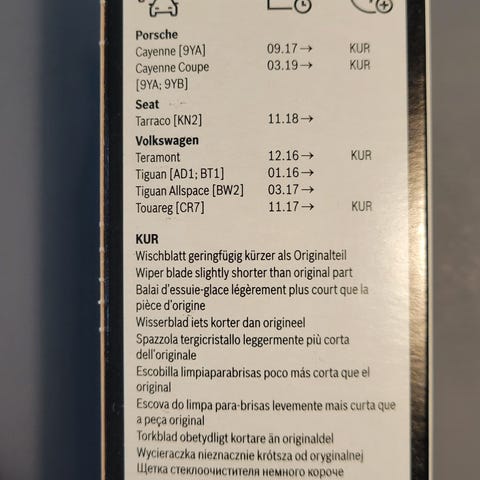 Porsche
Cayenne [9YA] 09.17→ KUR
Cayenne Coupe 03.19→ KUR
[9YA; 9YB]
Seat
Tarraco [KN2] 11.18→
Volkswagen
Teramont 12.16→ KUR
Tiguan [AD1; BT1] 01.16→
Tiguan Allspace [BW2] 03.17→
Touareg [CR7] 11.17→ KUR
KUR
Wischblatt geringfügig kürzer als Originalteil
Wiper blade slightly shorter than original part
Balai d'essuie-glace légèrement plus court que la
pièce d'origine
Wisserblad iets korter dan origineel
Spazzola tergicristallo leggermente più corta
dell'originale
Escobilla limpiaparabrisas poco más corta que el
original
Escova do limpa para-brisas levemente mais curta que
a peça original
Torkblad obetydligt kortare än originaldel
Wycieraczka nieznacznie krótsza od oryginalnej
Щетка стеклоочистителя немного короче